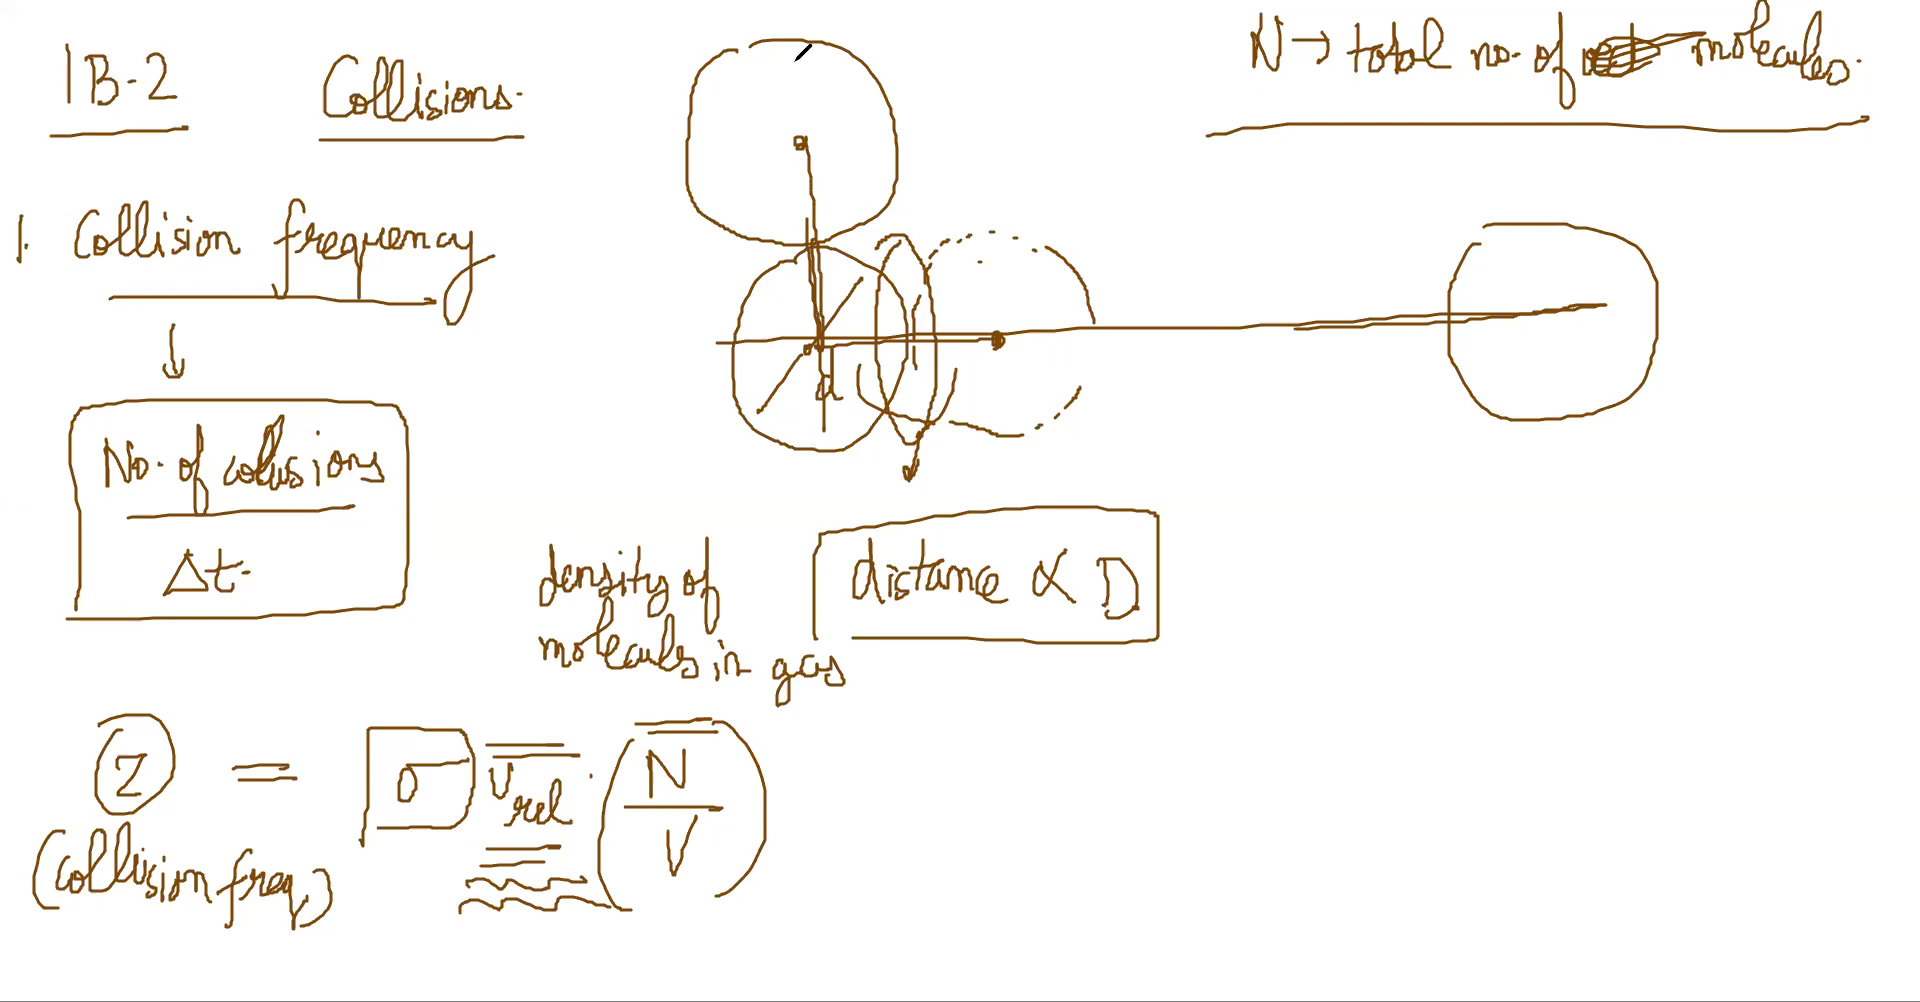 1B-2
Collisions.
N → total no. of molecules.
1. Collision frequency
↓
No. of collisions
Δt
d
density of
molecules in gas
distance ∝ D
Z = σ v rel . (N
V)
(Collision freq.)